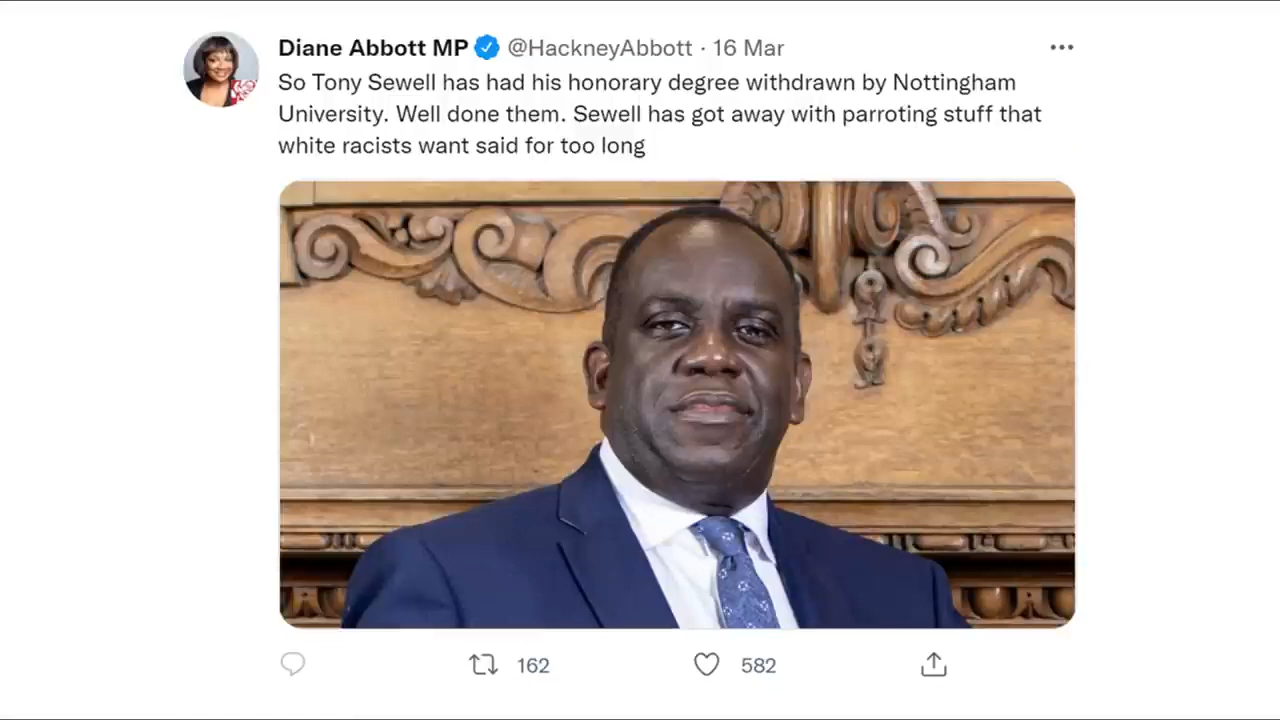 Diane Abbott MP @HackneyAbbott · 16 Mar
So Tony Sewell has had his honorary degree withdrawn by Nottingham
University. Well done them. Sewell has got away with parroting stuff that
white racists want said for too long
162 582